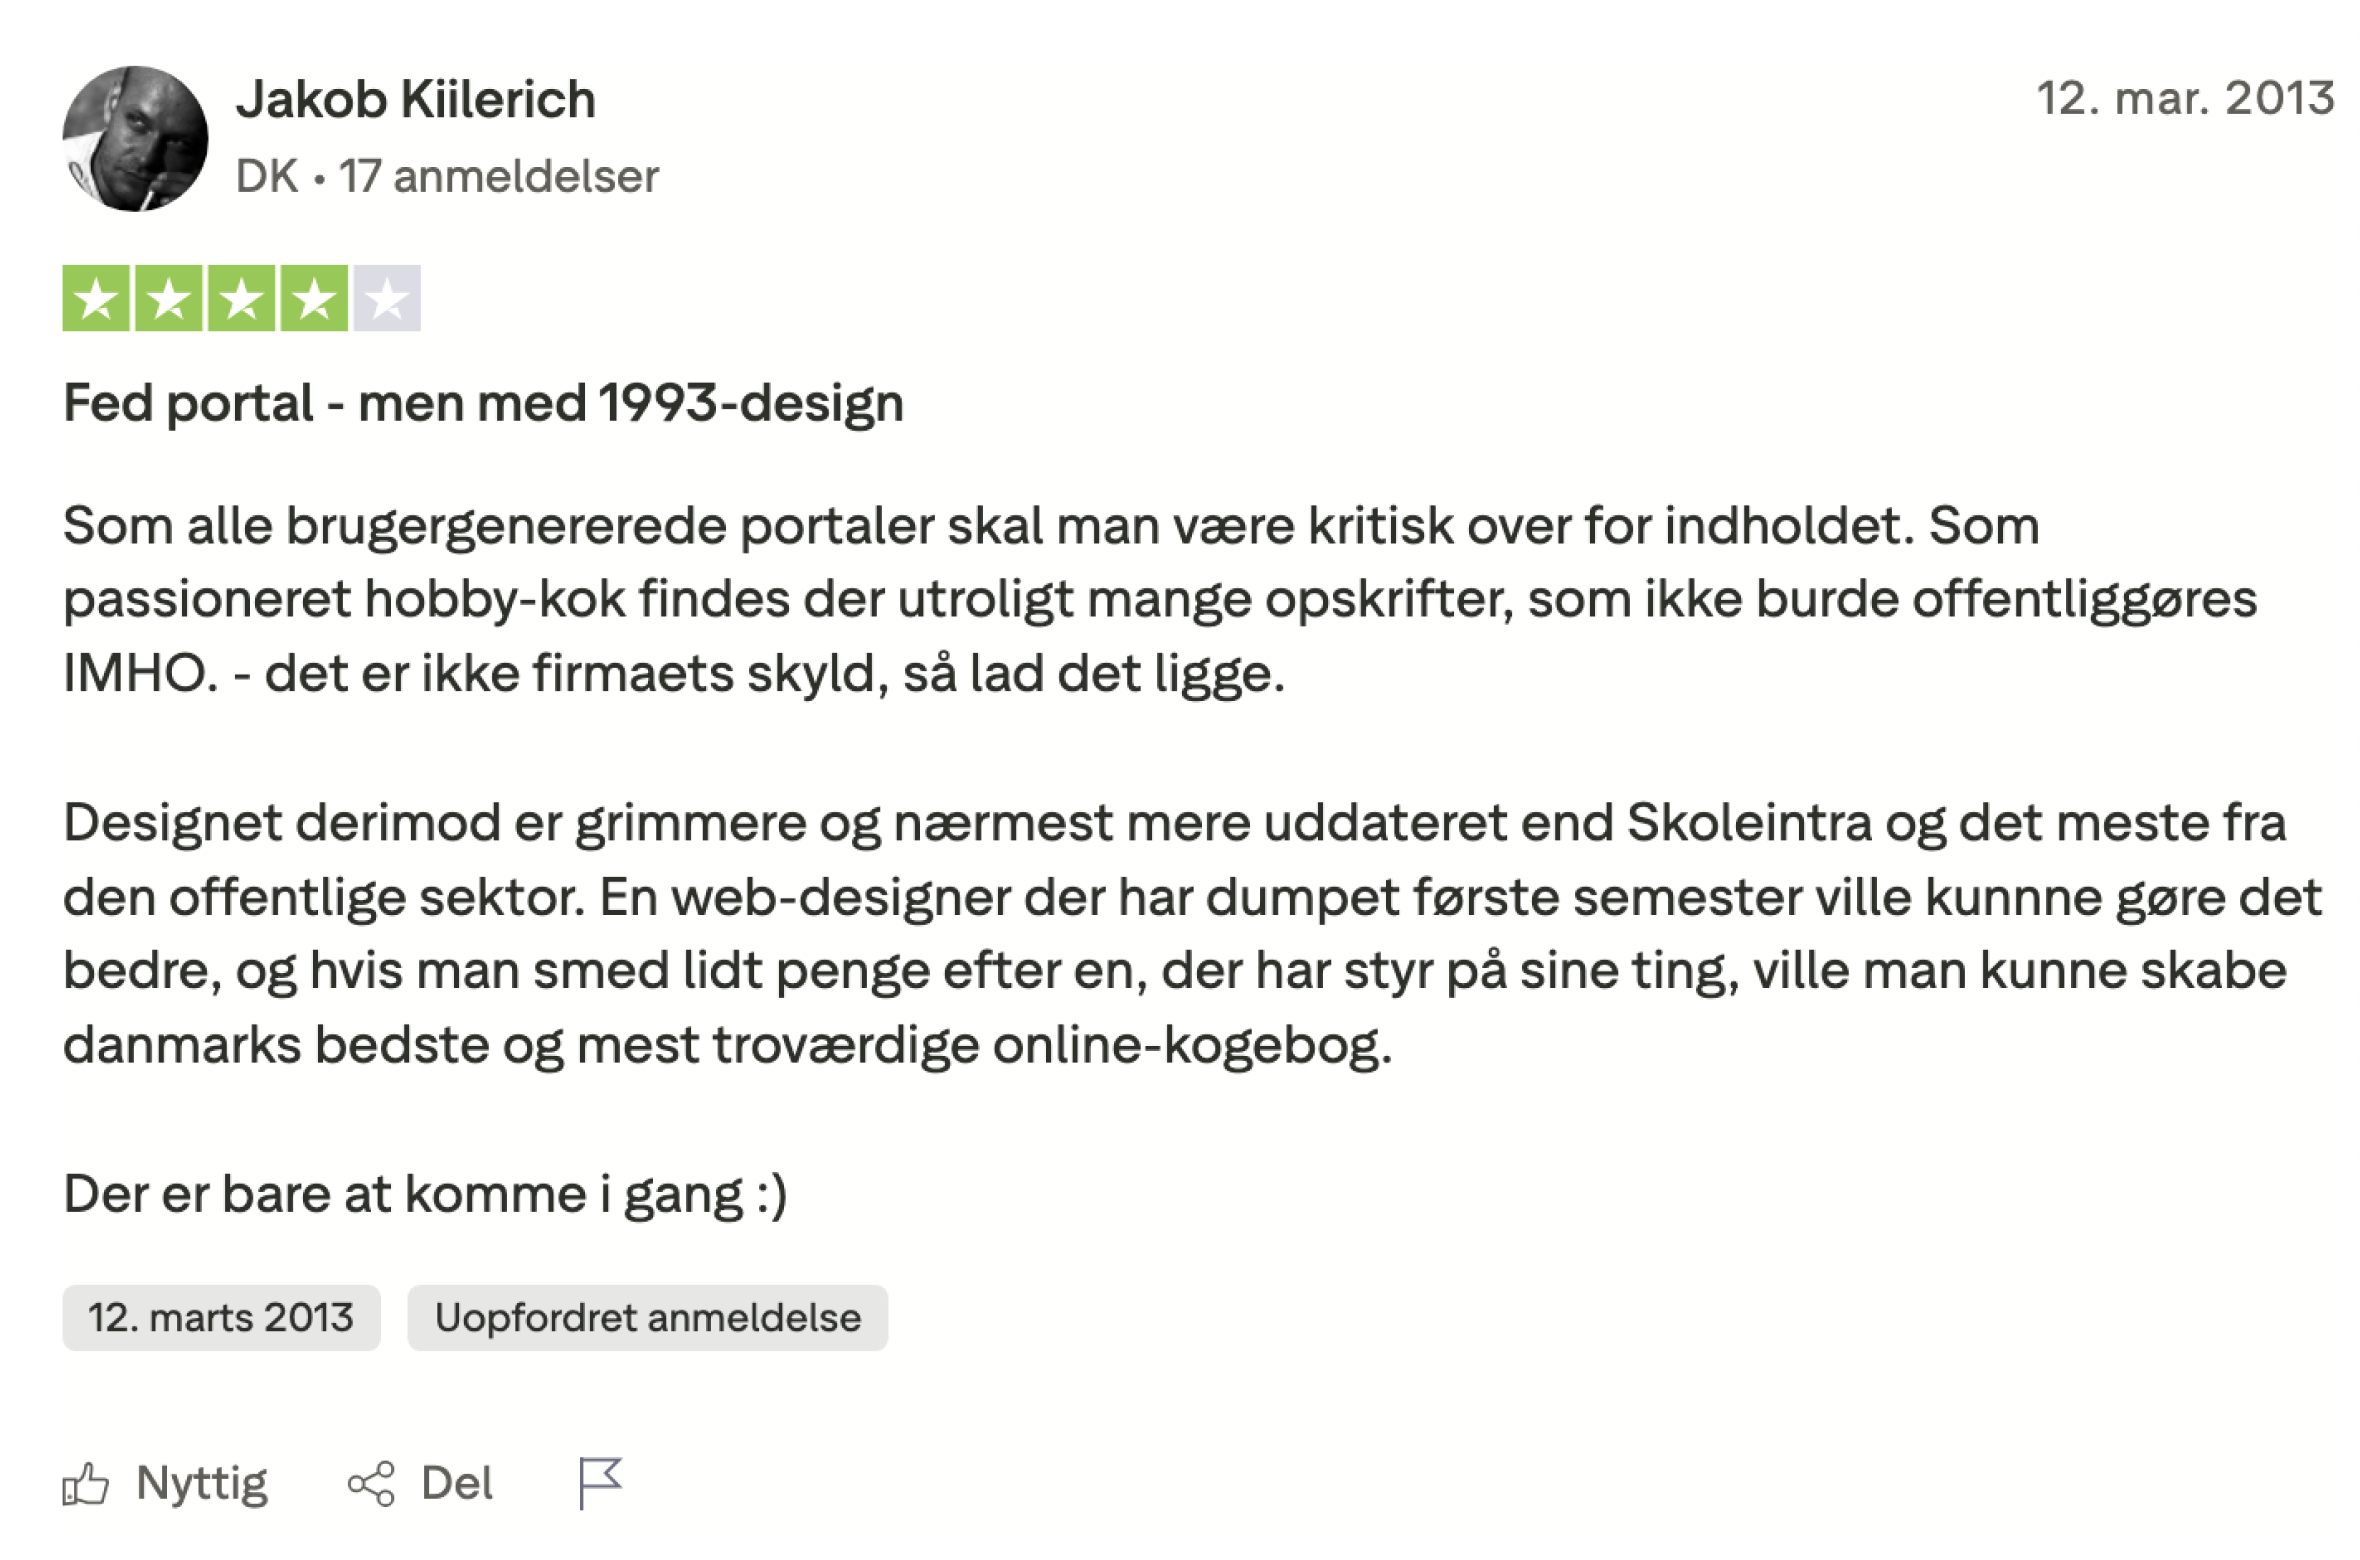 Jakob Kiilerich
12. mar. 2013
DK • 17 anmeldelser
Fed portal - men med 1993-design
Som alle brugergenererede portaler skal man være kritisk over for indholdet. Som
passioneret hobby-kok findes der utroligt mange opskrifter, som ikke burde offentliggøres
IMHO. - det er ikke firmaets skyld, så lad det ligge.
Designet derimod er grimmere og nærmest mere uddateret end Skoleintra og det meste fra
den offentlige sektor. En web-designer der har dumpet første semester ville kunnne gøre det
bedre, og hvis man smed lidt penge efter en, der har styr på sine ting, ville man kunne skabe
danmarks bedste og mest troværdige online-kogebog.
Der er bare at komme i gang :)
12. marts 2013
Uopfordret anmeldelse
Nyttig
Del